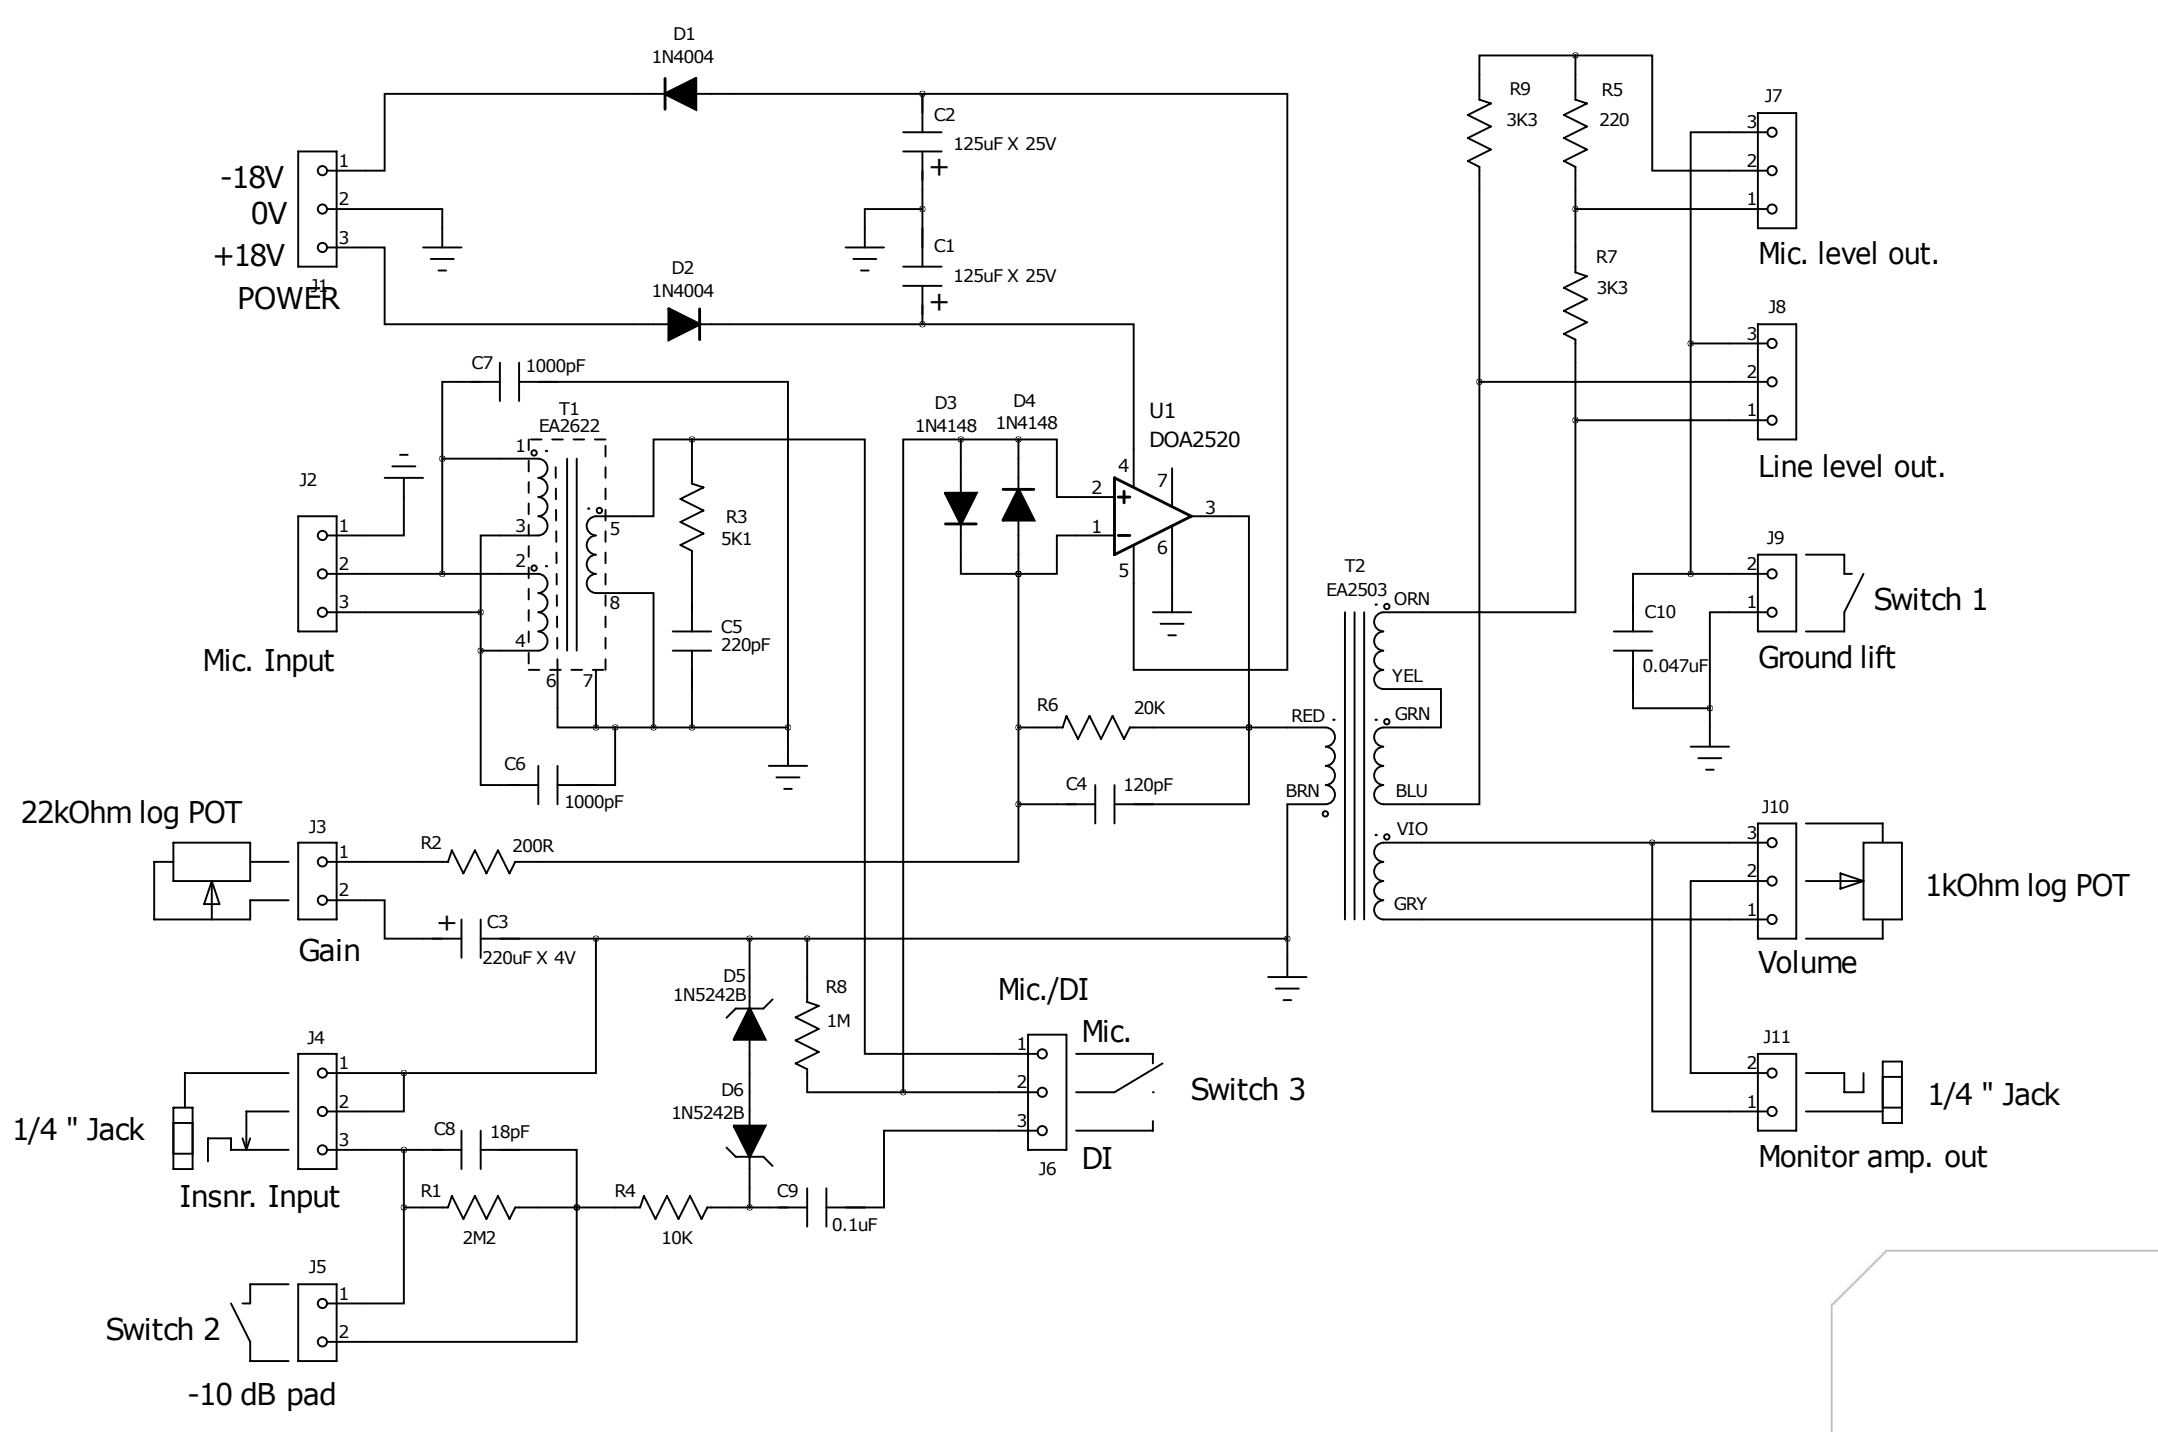 D1
1N4004
C2
125uF X 25V
+
-18V
0V
+18V
1
2
3
J1
POWER
C1
125uF X 25V
+
D2
1N4004
R9
3K3
R5
220
J7
3
2
1
Mic. level out.
R7
3K3
J8
3
2
1
Line level out.
C7
1000pF
T1
EA2622
1
3
2
4
5
8
6
7
J2
1
2
3
Mic. Input
R3
5K1
C5
220pF
C6
1000pF
D3
1N4148
D4
1N4148
U1
DOA2520
4
2
+
1
−
5
7
6
3
T2
EA2503
ORN
YEL
GRN
BLU
RED
BRN
VIO
GRY
J9
2
1
Switch 1
Ground lift
C10
0.047uF
R6
20K
C4
120pF
22kOhm log POT
J3
1
2
Gain
R2
200R
+
C3
220uF X 4V
J10
3
2
1
1kOhm log POT
Volume
D5
1N5242B
R8
1M
D6
1N5242B
Mic./DI
Mic.
1
2
3
Switch 3
J6
DI
J4
1
2
3
1/4 " Jack
Insnr. Input
C8
18pF
R1
2M2
R4
10K
C9
0.1uF
J11
2
1
1/4 " Jack
Monitor amp. out
J5
1
2
Switch 2
-10 dB pad